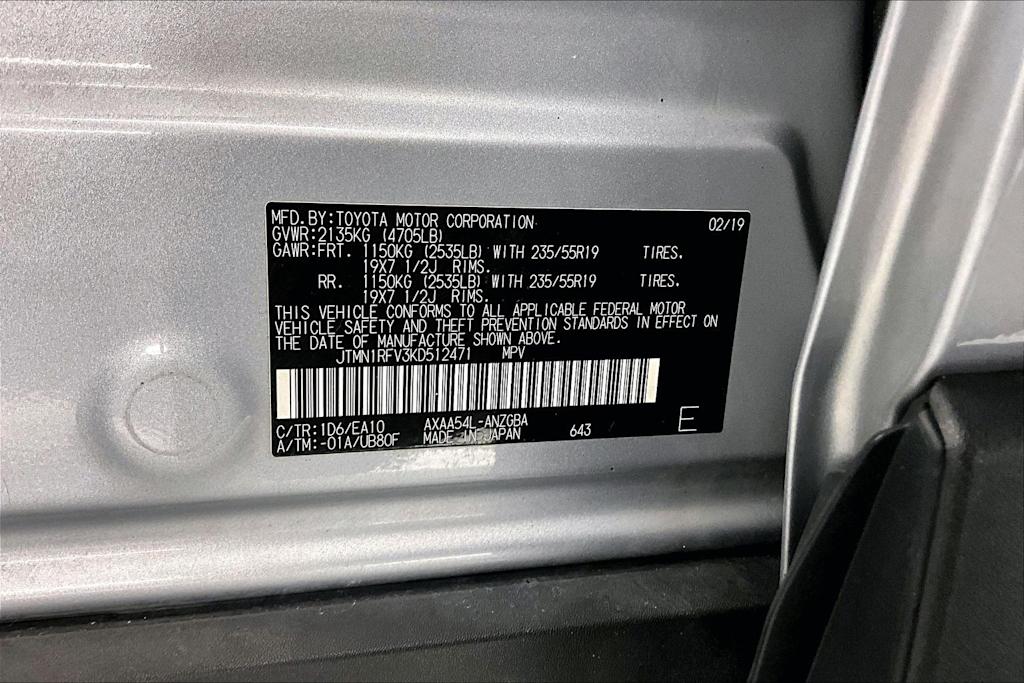 MFD.BY:TOYOTA MOTOR CORPORATION 02/19
GVWR:2135KG (4705LB)
GAWR:FRT. 1150KG (2535LB) WITH 235/55R19 TIRES.
19X7 1/2J RIMS.
RR. 1150KG (2535LB) WITH 235/55R19 TIRES.
19X7 1/2J RIMS.
THIS VEHICLE CONFORMS TO ALL APPLICABLE FEDERAL MOTOR
VEHICLE SAFETY AND THEFT PREVENTION STANDARDS IN EFFECT ON
THE DATE OF MANUFACTURE SHOWN ABOVE.
JTMN1RFV3KD512471 MPV
C/TR:1D6/EA10 AXAA54L-ANZGBA
A/TM:-01A/UB80F MADE IN JAPAN 643 E